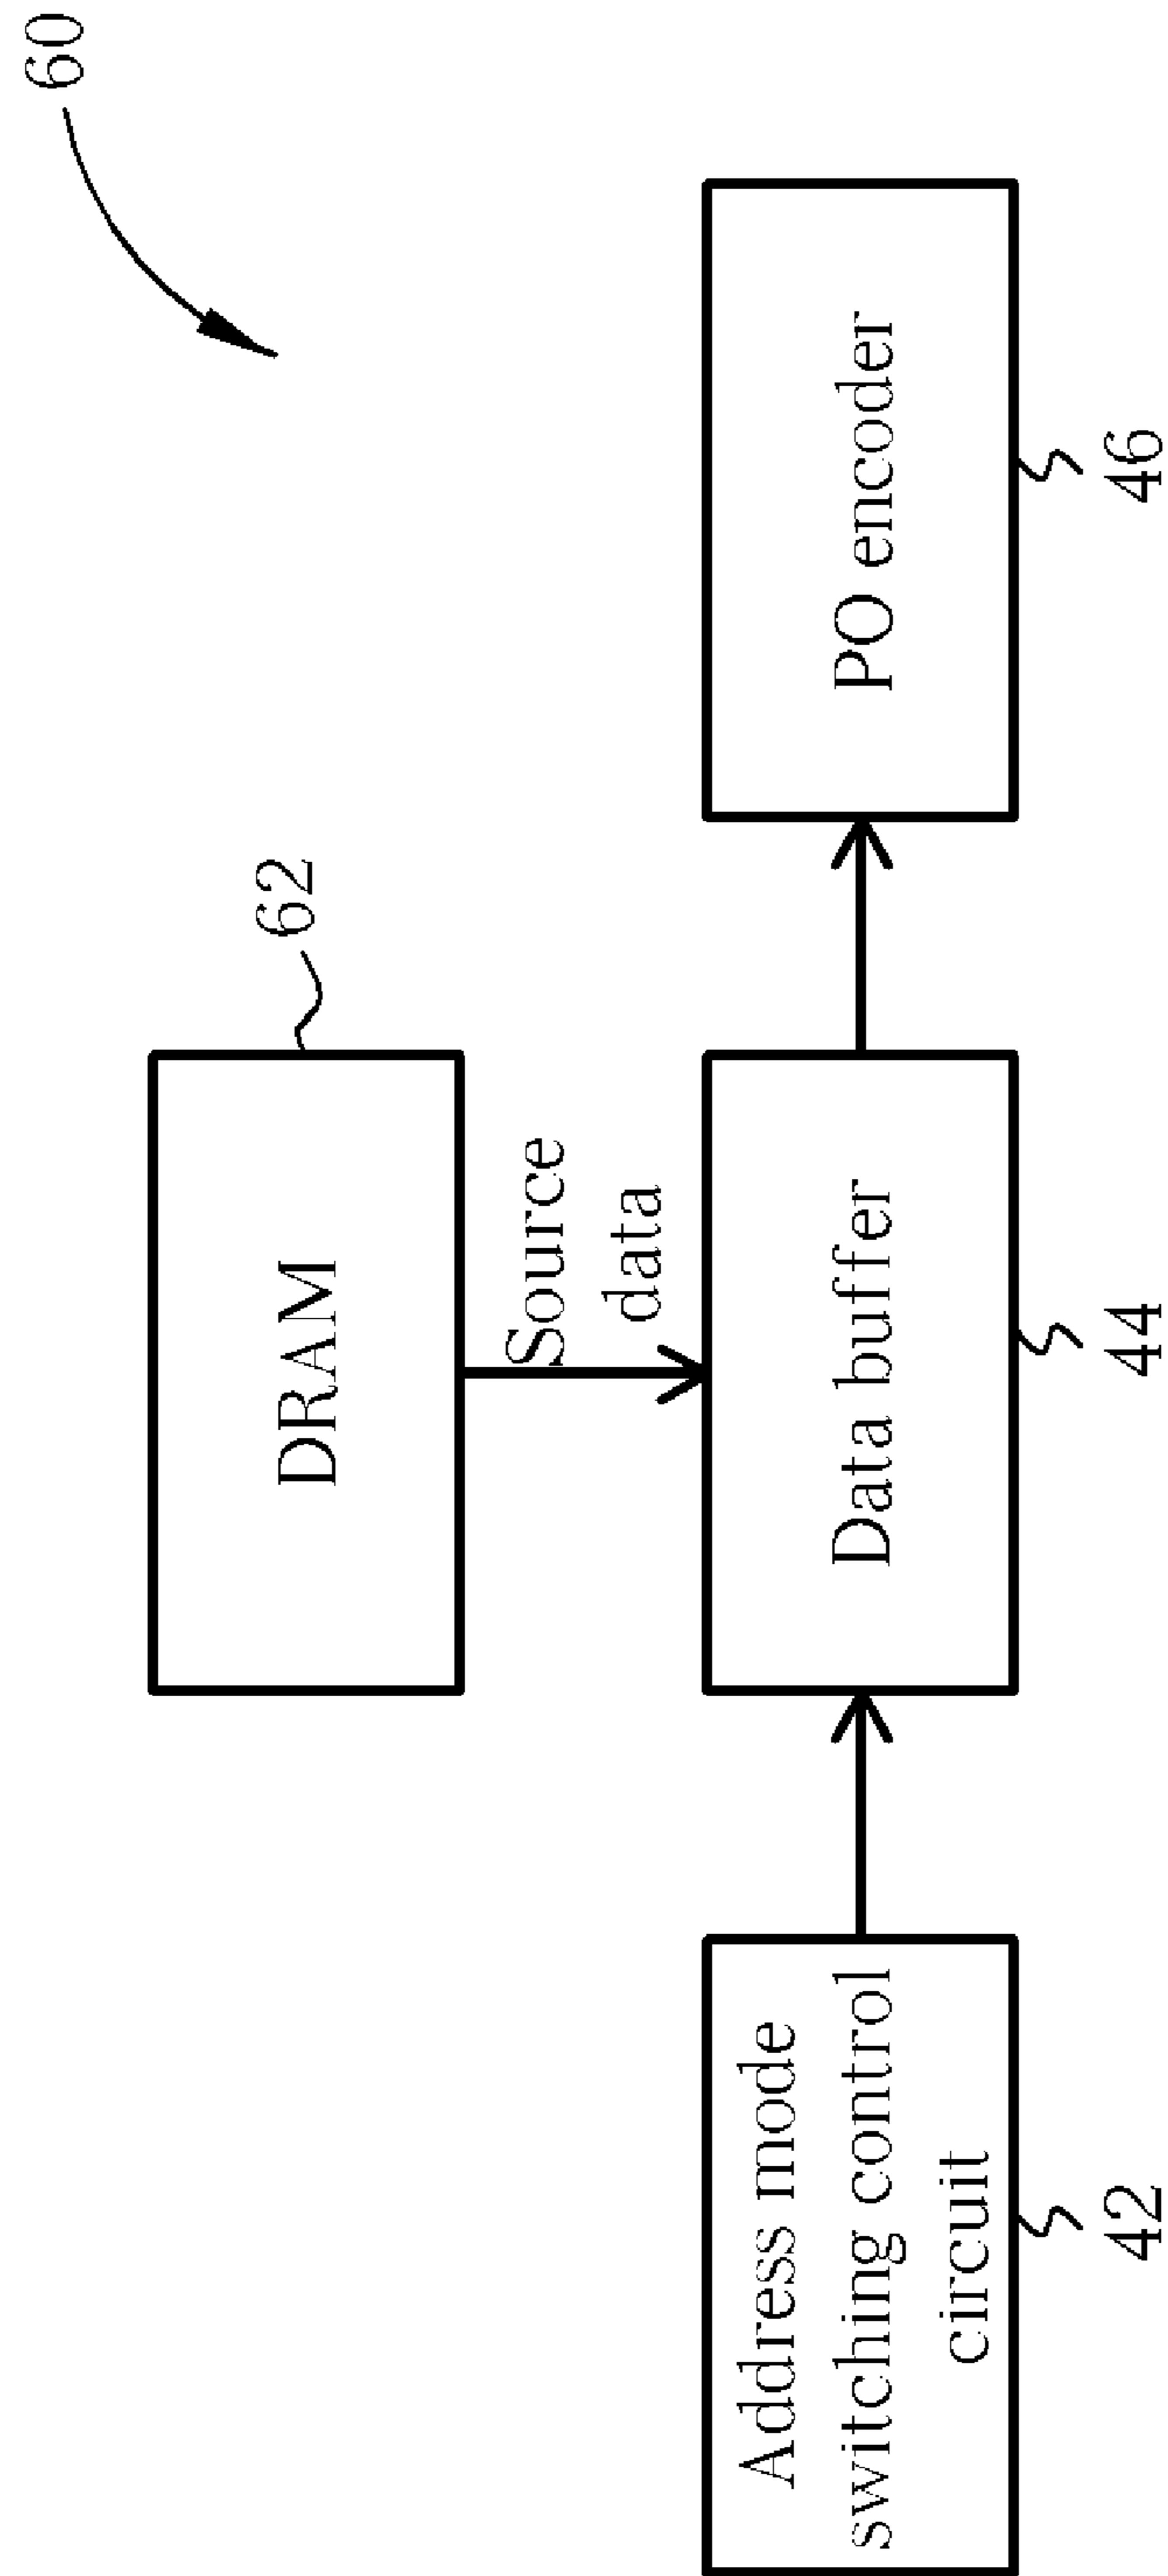 60
DRAM
62
Source
data
Address mode
switching control
circuit
42
Data buffer
44
PO encoder
46